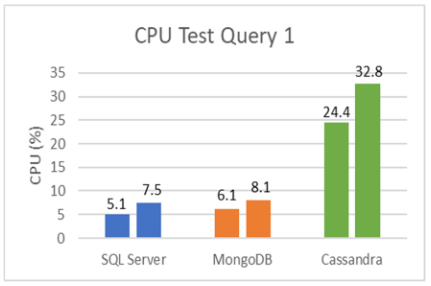 CPU Test Query 1
CPU (%)
35
30
25
20
15
10
5
0
5.1
7.5
6.1
8.1
24.4
32.8
SQL Server
MongoDB
Cassandra